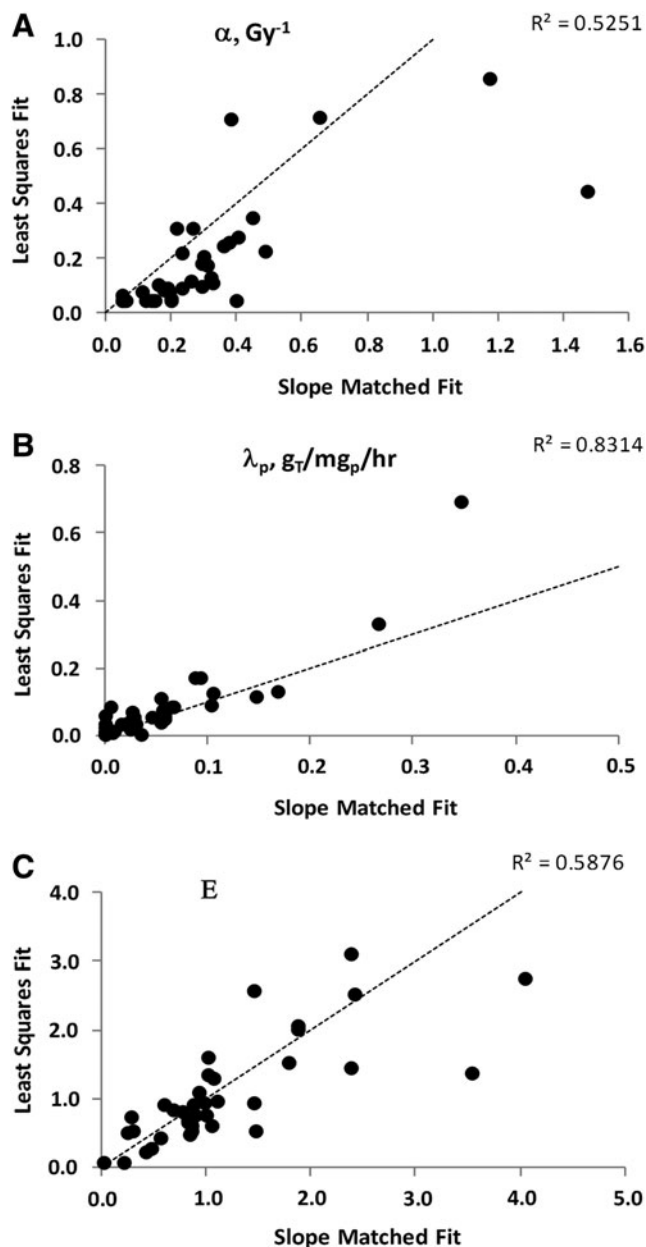 A
α, Gy⁻¹
R² = 0.5251
1.0
0.8
0.6
0.4
0.2
0.0
Least Squares Fit
0.0 0.2 0.4 0.6 0.8 1.0 1.2 1.4 1.6
Slope Matched Fit
B
λp, gT/mgp/hr
R² = 0.8314
0.8
0.6
0.4
0.2
0.0
Least Squares Fit
0.0 0.1 0.2 0.3 0.4 0.5
Slope Matched Fit
C
E
R² = 0.5876
4.0
3.0
2.0
1.0
0.0
Least Squares Fit
0.0 1.0 2.0 3.0 4.0 5.0
Slope Matched Fit